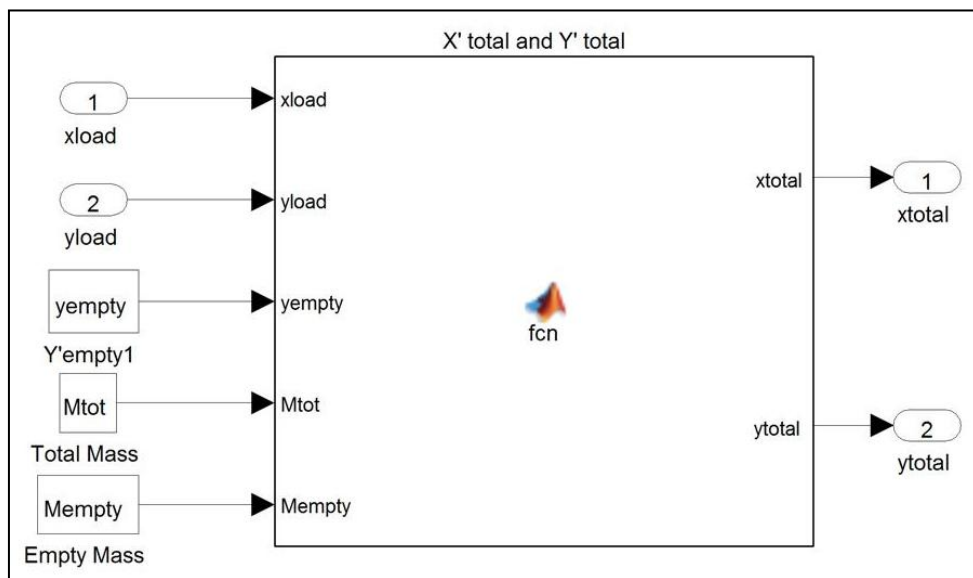 X' total and Y' total
1
xload
xload
2
yload
yload
yempty
Y'empty1
yempty
Mtot
Total Mass
Mtot
Mempty
Empty Mass
Mempty
fcn
xtotal
1
xtotal
ytotal
2
ytotal